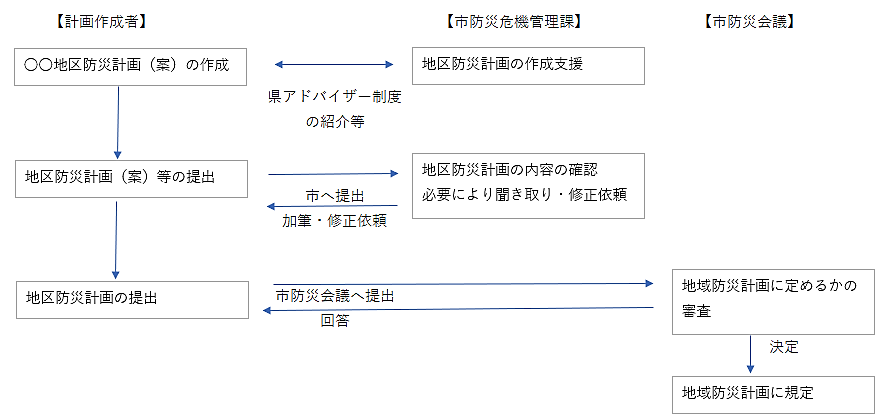 【計画作成者】
【市防災危機管理課】
【市防災会議】
〇〇地区防災計画（案）の作成
地区防災計画の作成支援
県アドバイザー制度
の紹介等
地区防災計画（案）等の提出
地区防災計画の内容の確認
必要により聞き取り・修正依頼
市へ提出
加筆・修正依頼
地区防災計画の提出
市防災会議へ提出
回答
地域防災計画に定めるかの
審査
決定
地域防災計画に規定